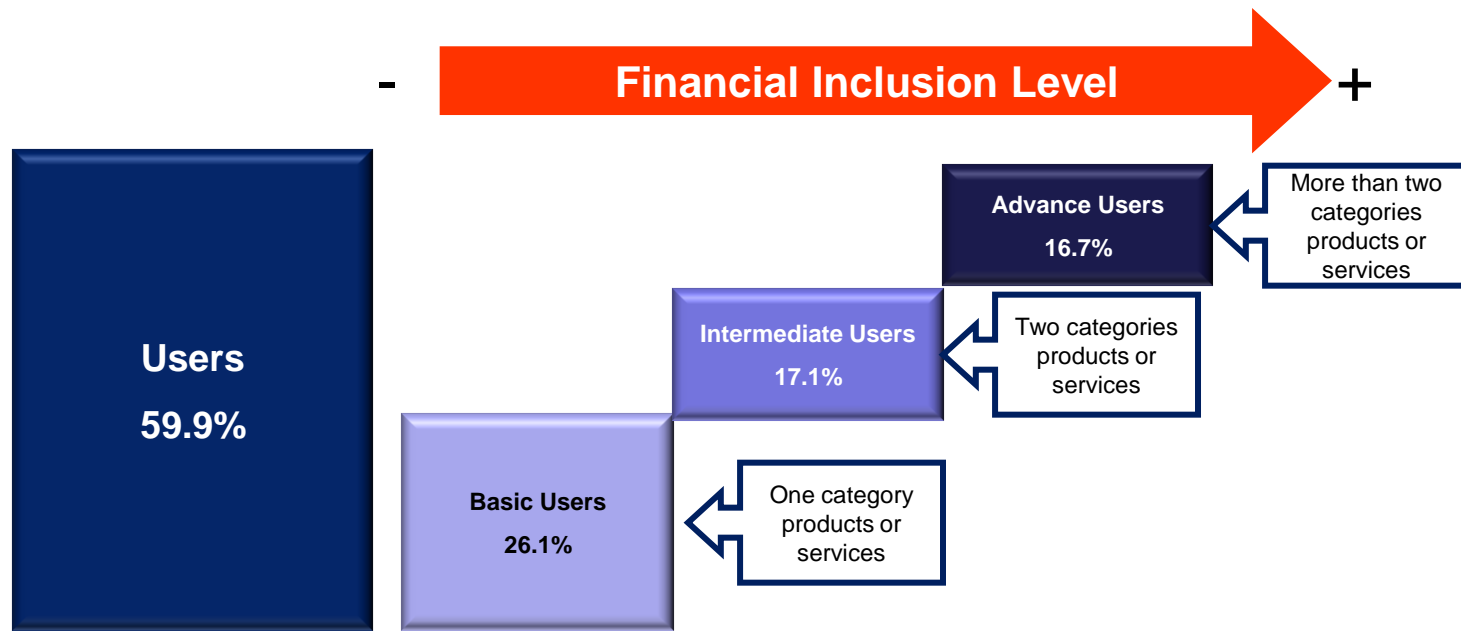 -
Financial Inclusion Level
+
Users
59.9%
Basic Users
26.1%
One category
products or
services
Intermediate Users
17.1%
Two categories
products or
services
Advance Users
16.7%
More than two
categories
products or
services